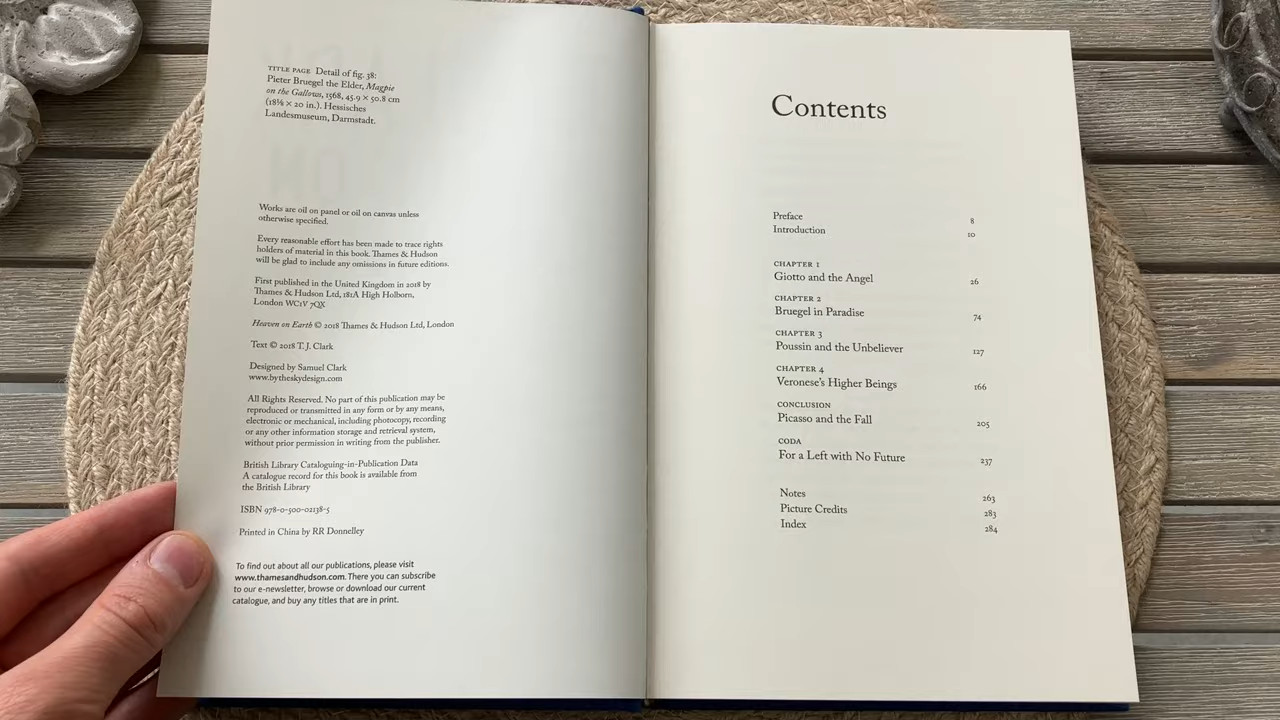 TITLE PAGE Detail of fig. 38:
Pieter Bruegel the Elder, Magpie
on the Gallows, 1568, 45.9 × 50.8 cm
(18⅛ × 20 in.). Hessisches
Landesmuseum, Darmstadt.
Works are oil on panel or oil on canvas unless
otherwise specified.
Every reasonable effort has been made to trace rights
holders of material in this book. Thames & Hudson
will be glad to include any omissions in future editions.
First published in the United Kingdom in 2018 by
Thames & Hudson Ltd, 181A High Holborn,
London WC1V 7QX
Heaven on Earth © 2018 Thames & Hudson Ltd, London
Text © 2018 T. J. Clark
Designed by Samuel Clark
www.bytheskydesign.com
All Rights Reserved. No part of this publication may be
reproduced or transmitted in any form or by any means,
electronic or mechanical, including photocopy, recording
or any other information storage and retrieval system,
without prior permission in writing from the publisher.
British Library Cataloguing-in-Publication Data
A catalogue record for this book is available from
the British Library
ISBN 978-0-500-02138-5
Printed in China by RR Donnelley
To find out about all our publications, please visit
www.thamesandhudson.com. There you can subscribe
to our e-newsletter, browse or download our current
catalogue, and buy any titles that are in print.
Contents
Preface 8
Introduction 10
CHAPTER 1
Giotto and the Angel 26
CHAPTER 2
Bruegel in Paradise 74
CHAPTER 3
Poussin and the Unbeliever 127
CHAPTER 4
Veronese's Higher Beings 166
CONCLUSION
Picasso and the Fall 205
CODA
For a Left with No Future 237
Notes 263
Picture Credits 283
Index 284